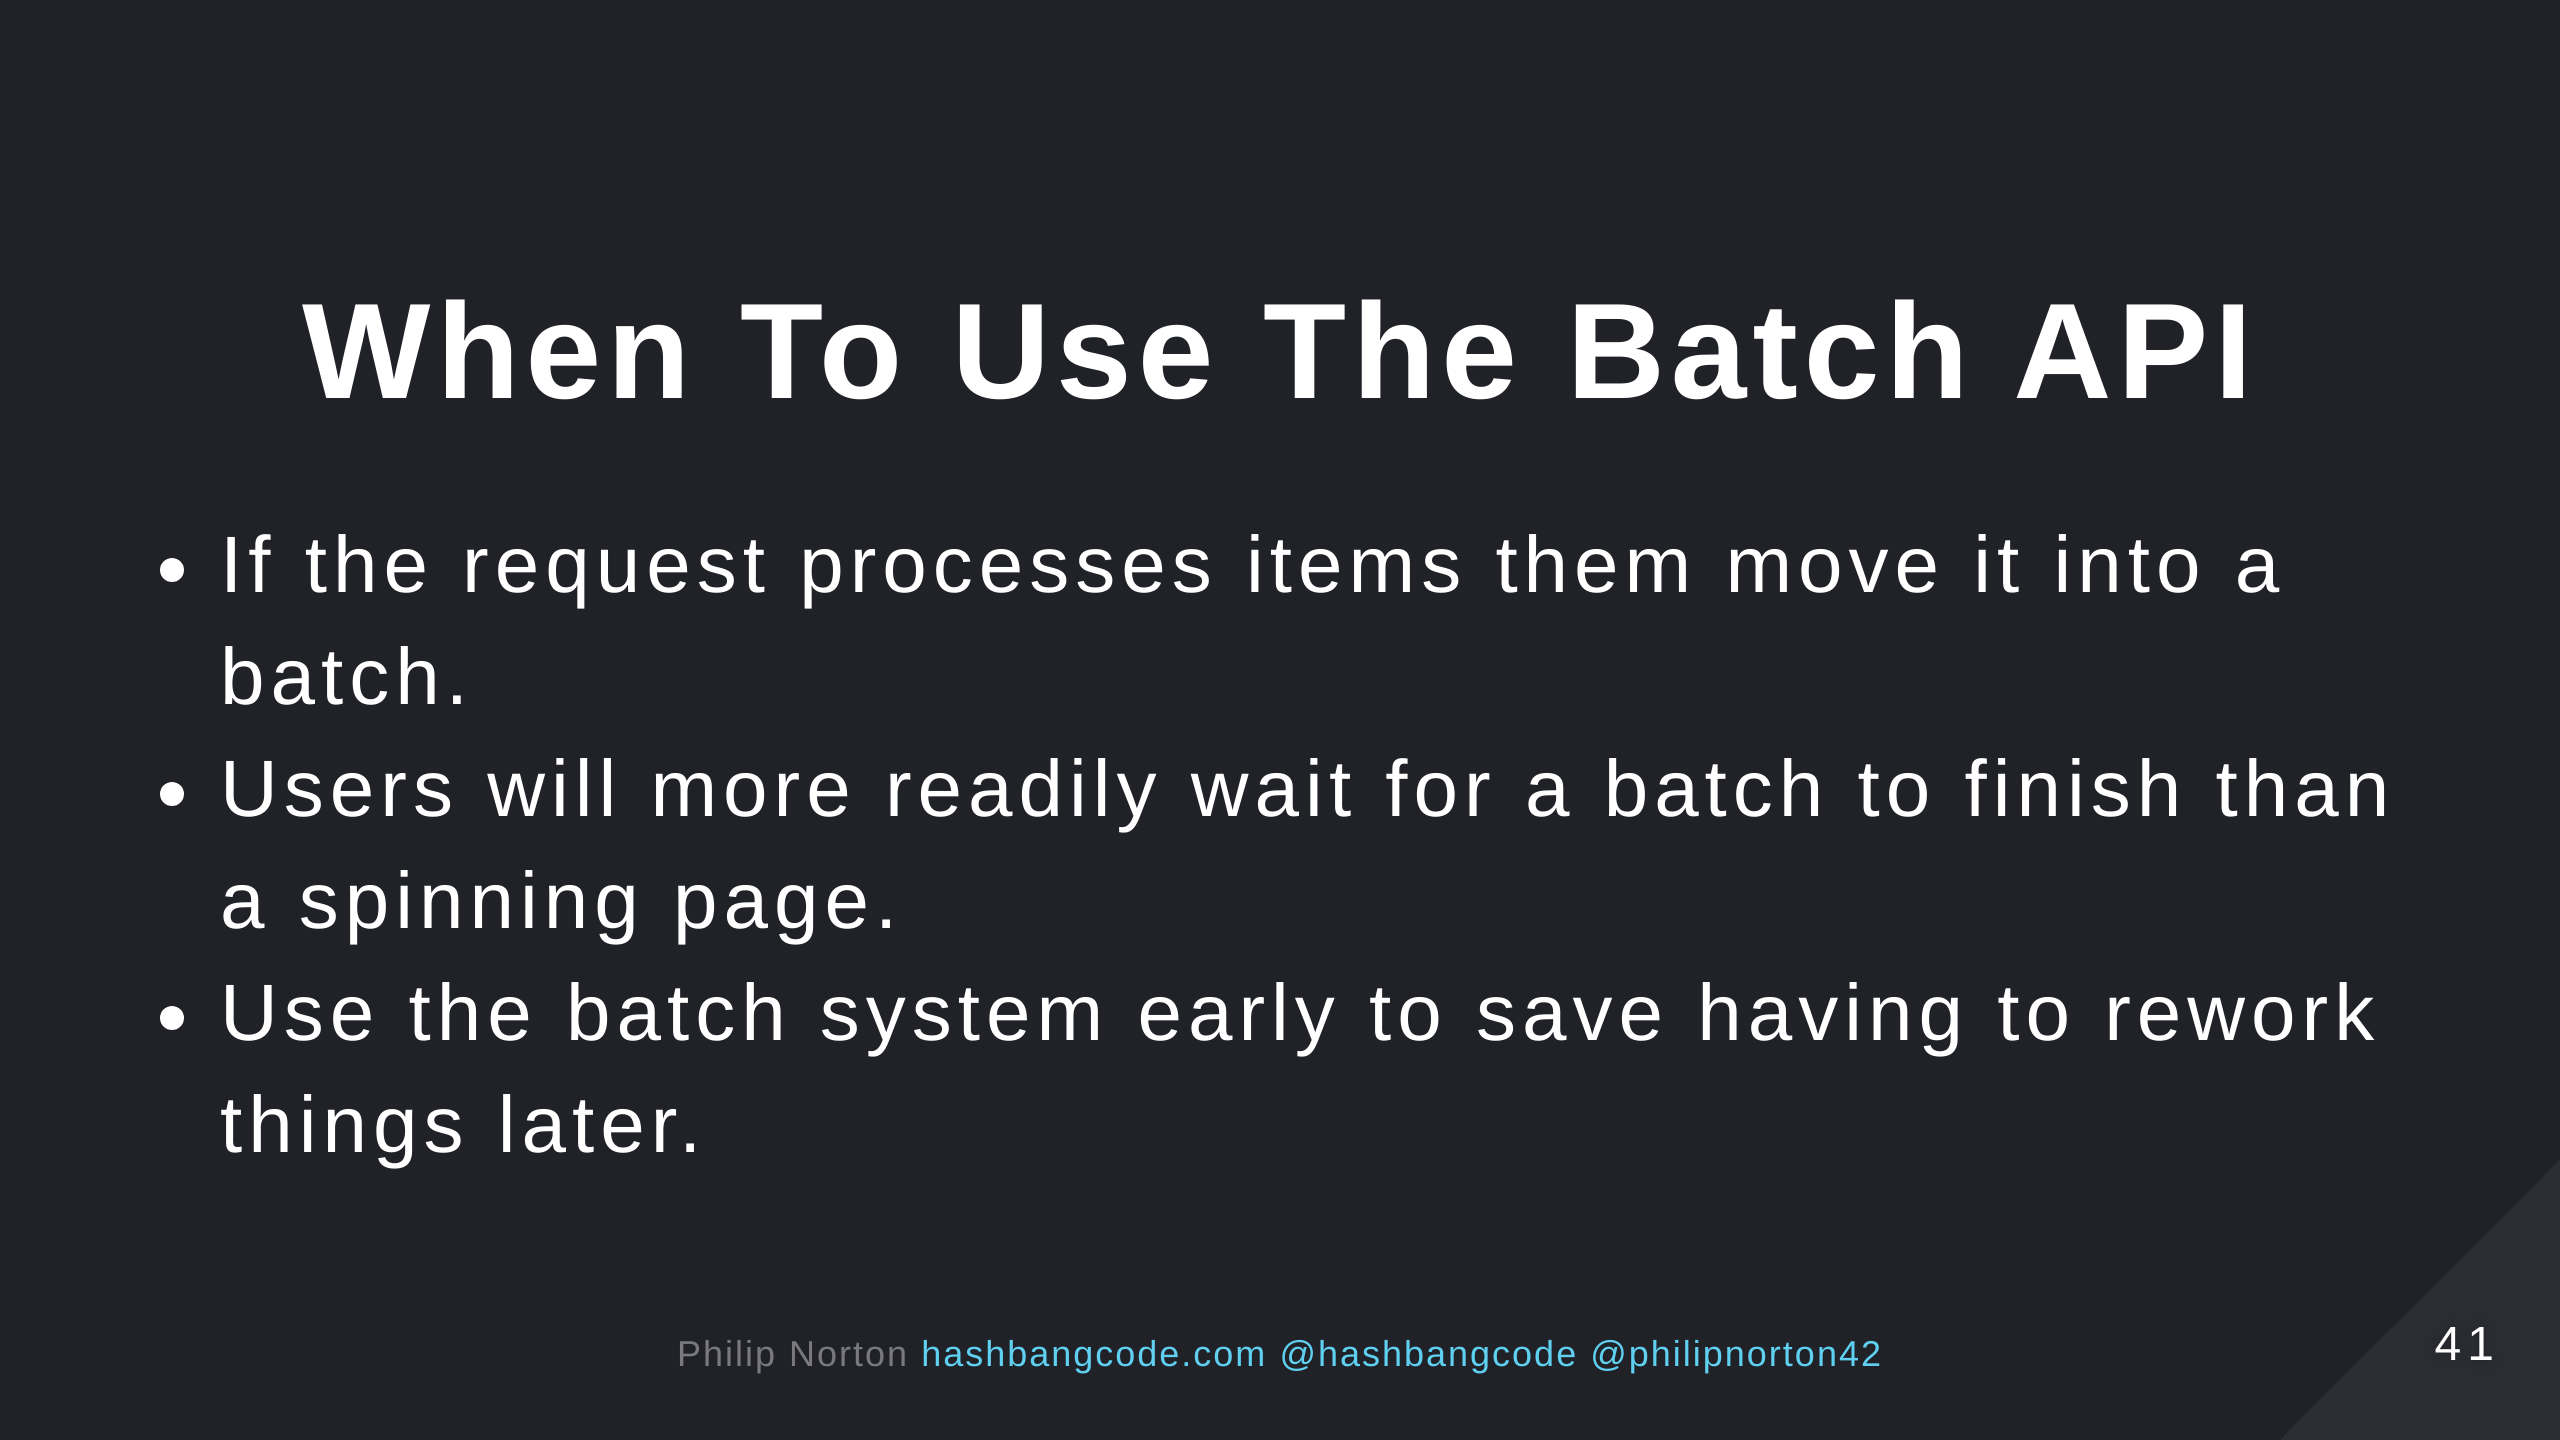 When To Use The Batch API
• If the request processes items them move it into a
batch.
• Users will more readily wait for a batch to finish than
a spinning page.
• Use the batch system early to save having to rework
things later.
Philip Norton hashbangcode.com @hashbangcode @philipnorton42
41